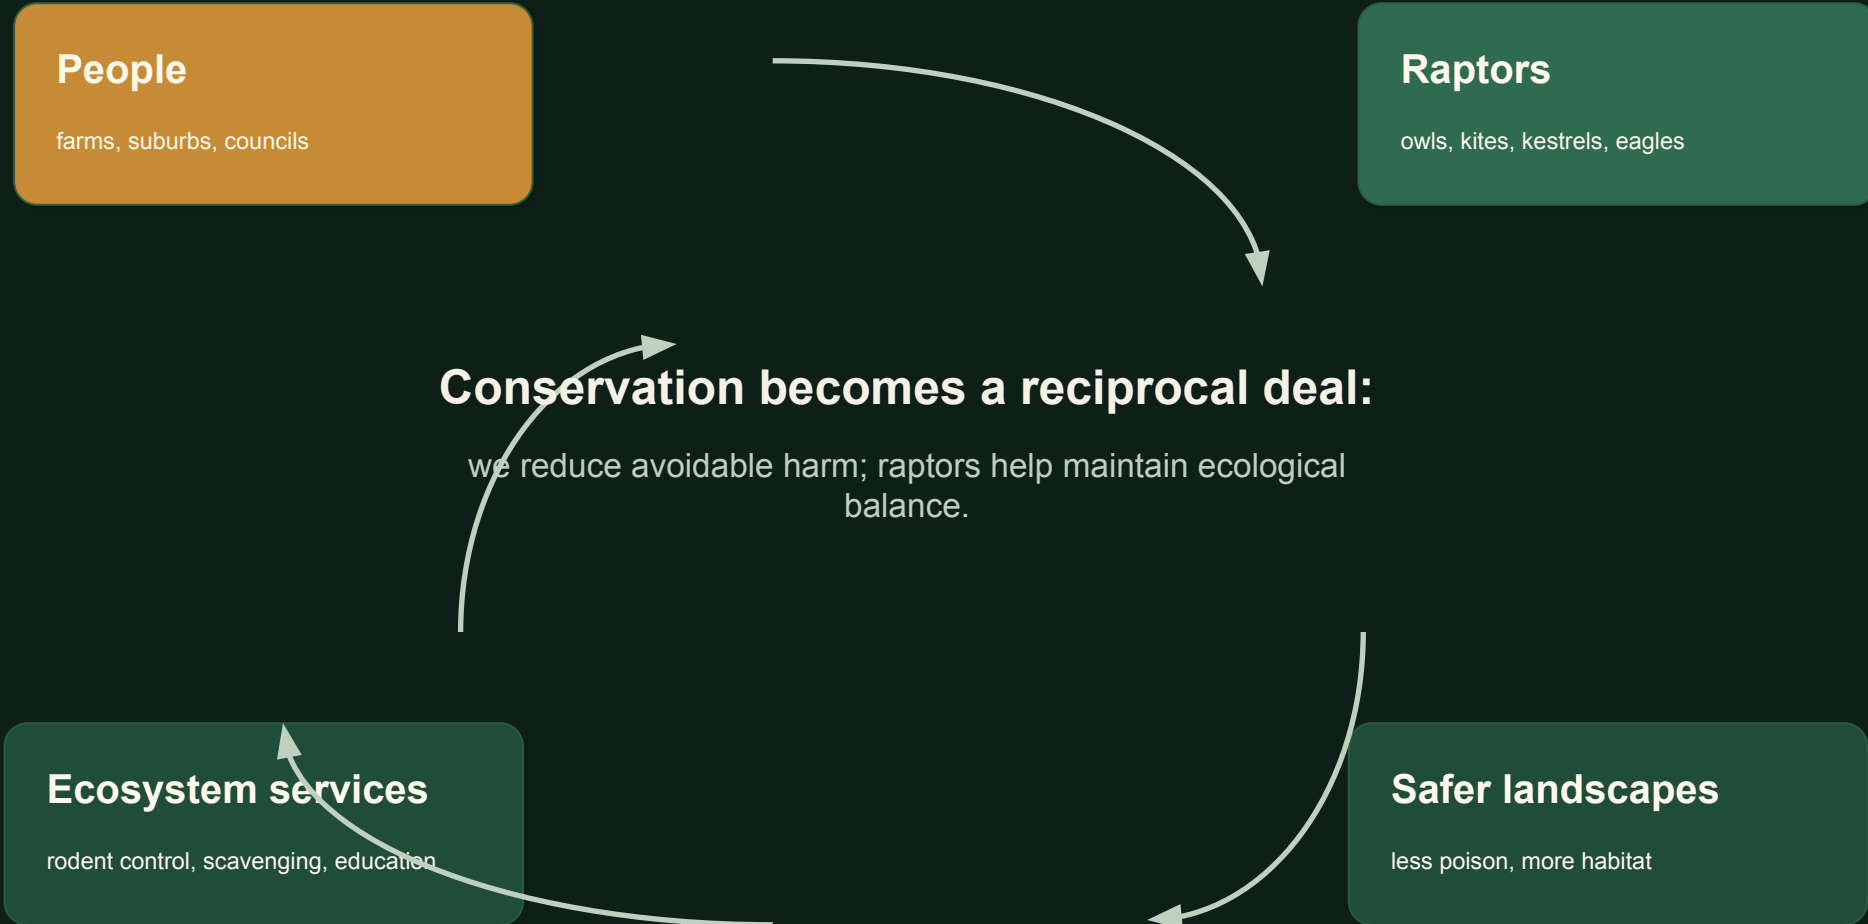 People
farms, suburbs, councils
Raptors
owls, kites, kestrels, eagles
Conservation becomes a reciprocal deal:
we reduce avoidable harm; raptors help maintain ecological
balance.
Ecosystem services
rodent control, scavenging, education
Safer landscapes
less poison, more habitat